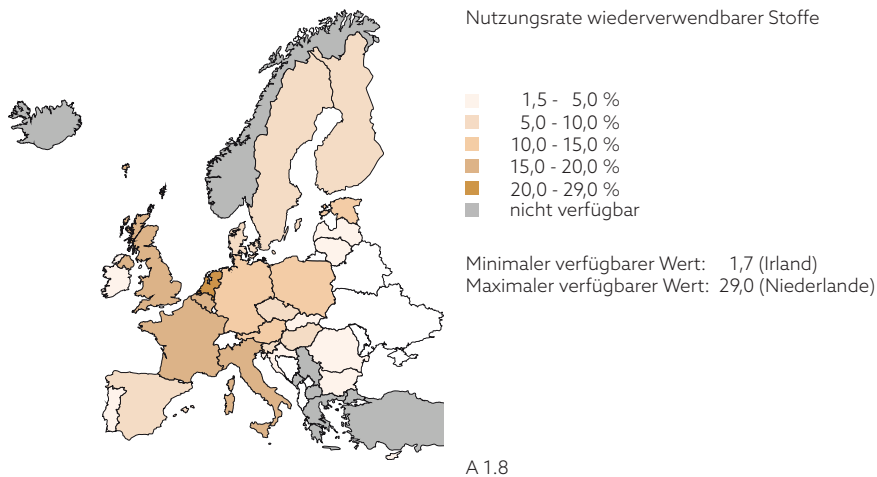 Nutzungsrate wiederverwendbarer Stoffe
1,5 - 5,0 %
5,0 - 10,0 %
10,0 - 15,0 %
15,0 - 20,0 %
20,0 - 29,0 %
nicht verfügbar
Minimaler verfügbarer Wert: 1,7 (Irland)
Maximaler verfügbarer Wert: 29,0 (Niederlande)
A 1.8